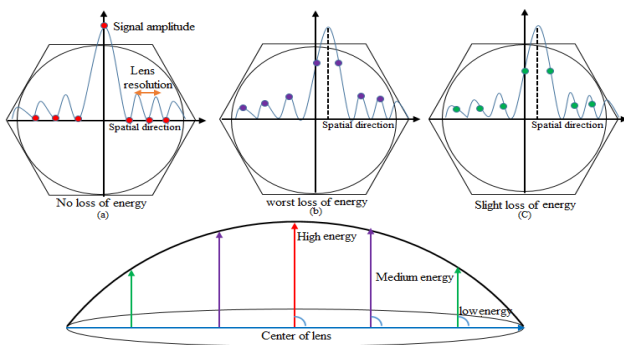 Signal amplitude
Lens
resolution
Spatial direction
No loss of energy
(a)
Spatial direction
worst loss of energy
(b)
Spatial direction
Slight loss of energy
(C)
High energy
Medium energy
low energy
Center of lens